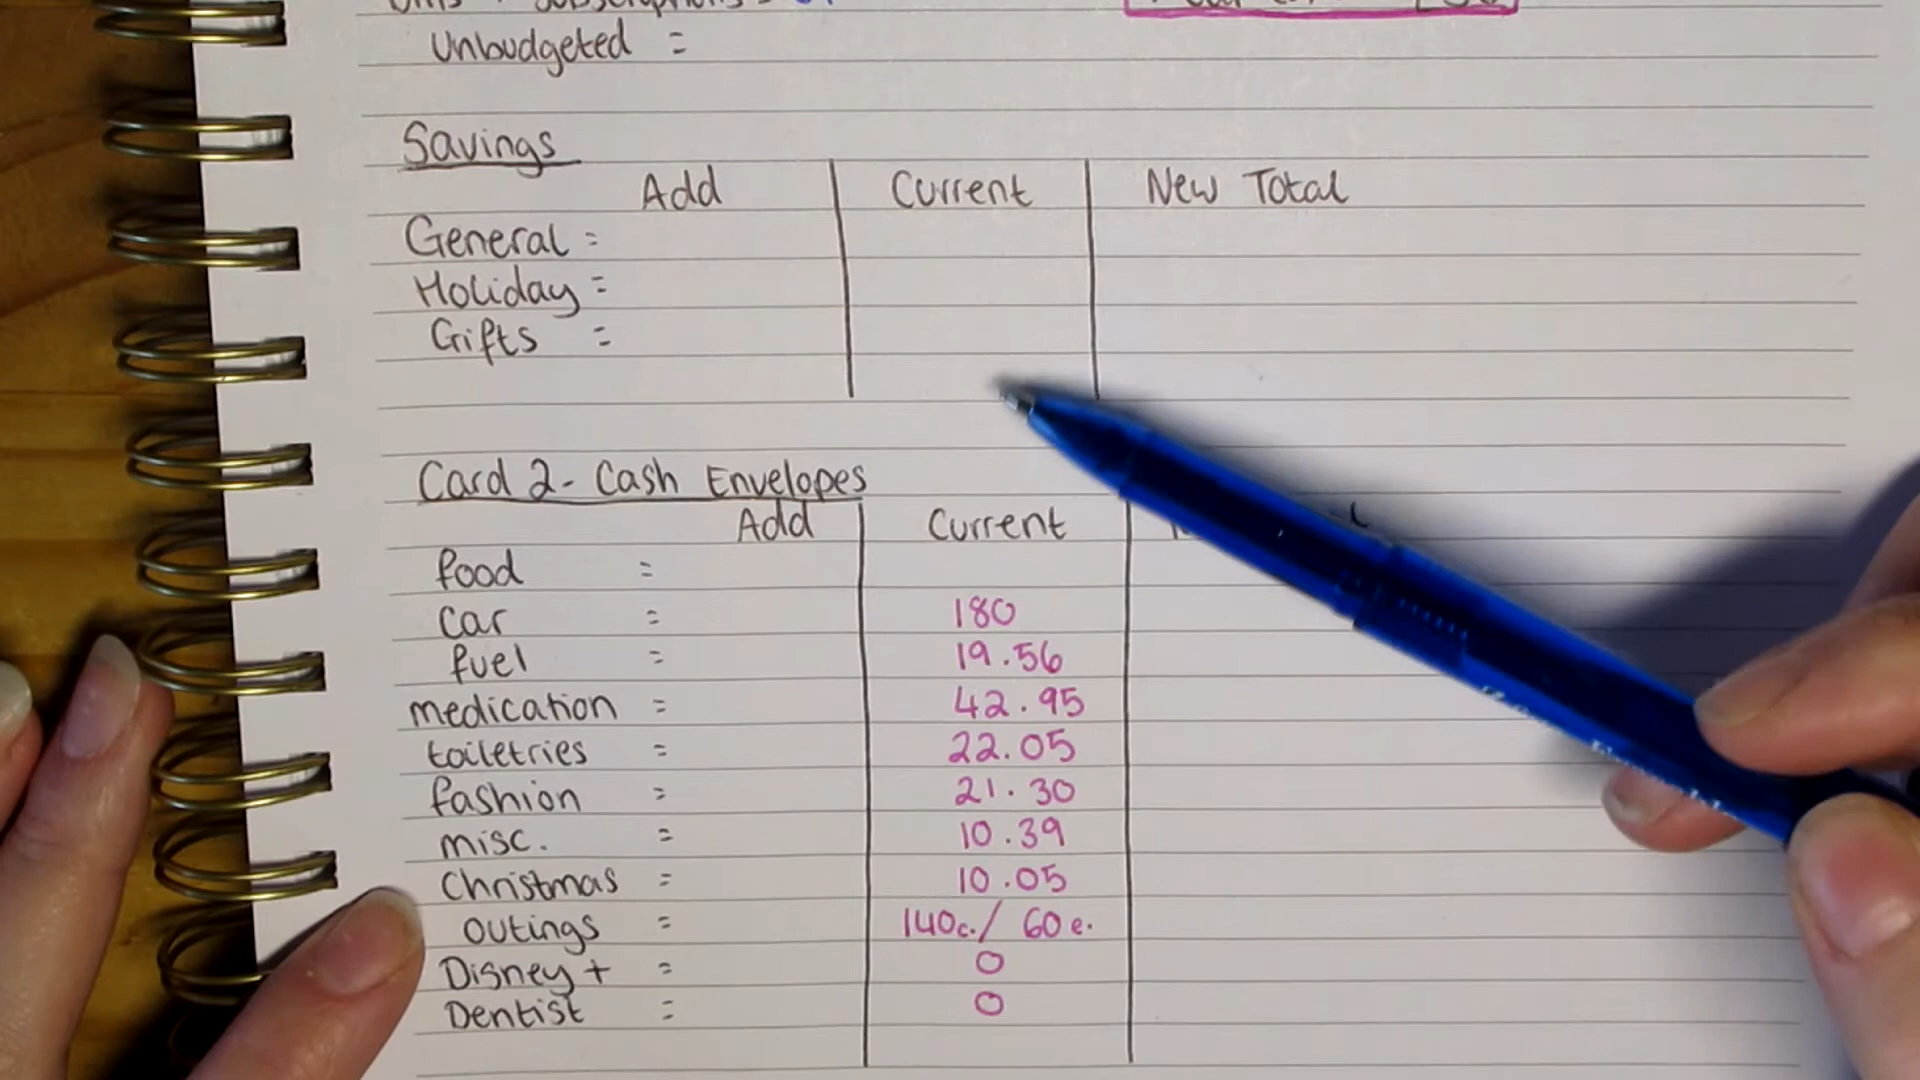 Unbudgeted =
Savings
Add Current New Total
General =
Holiday =
Gifts =
Card 2 - Cash Envelopes
Add Current
food =
car = 180
fuel = 19.56
medication = 42.95
toiletries = 22.05
fashion = 21.30
misc. = 10.39
Christmas = 10.05
outings = 140c./ 60e.
Disney + = 0
Dentist = 0